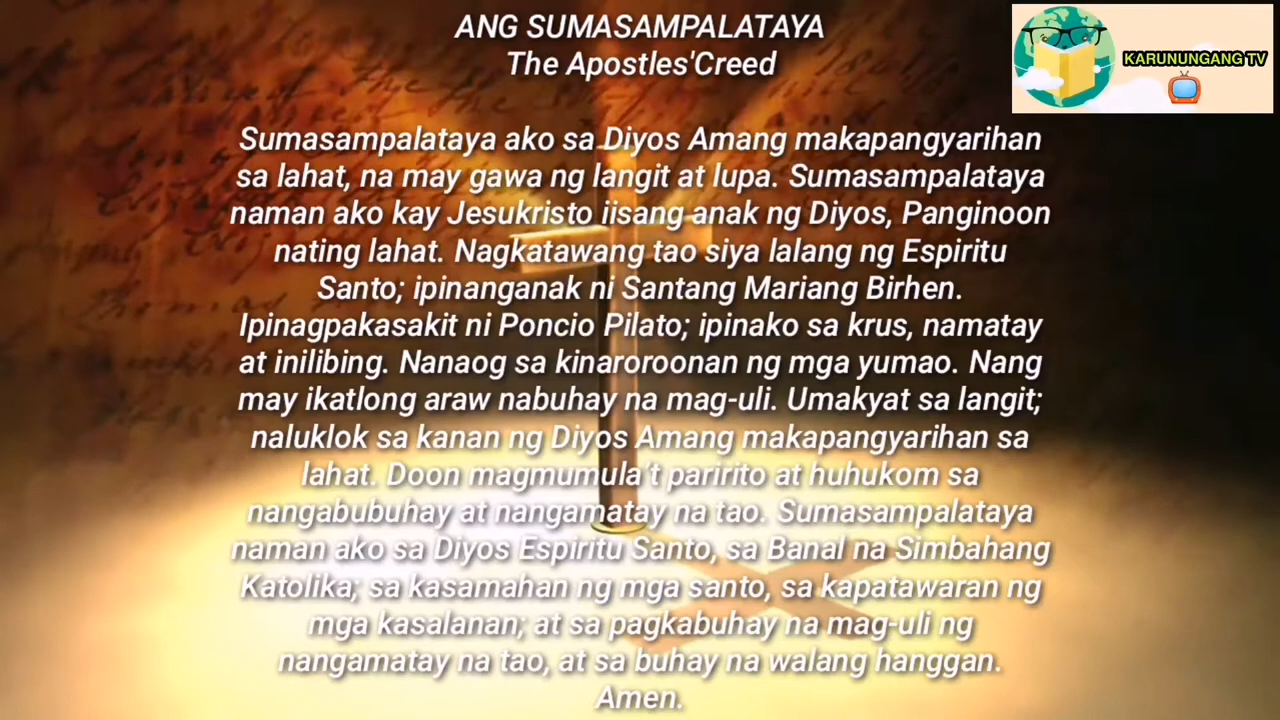 ANG SUMASAMPALATAYA
The Apostles'Creed
KARUNUNGANG TV
Sumasampalataya ako sa Diyos Amang makapangyarihan
sa lahat, na may gawa ng langit at lupa. Sumasampalataya
naman ako kay Jesukristo iisang anak ng Diyos, Panginoon
nating lahat. Nagkatawang tao siya lalang ng Espiritu
Santo; ipinanganak ni Santang Mariang Birhen.
Ipinagpakasakit ni Poncio Pilato; ipinako sa krus, namatay
at inilibing. Nanaog sa kinaroroonan ng mga yumao. Nang
may ikatlong araw nabuhay na mag-uli. Umakyat sa langit;
naluklok sa kanan ng Diyos Amang makapangyarihan sa
lahat. Doon magmumula't paririto at huhukom sa
nangabubuhay at nangamatay na tao. Sumasampalataya
naman ako sa Diyos Espiritu Santo, sa Banal na Simbahang
Katolika; sa kasamahan ng mga santo, sa kapatawaran ng
mga kasalanan; at sa pagkabuhay na mag-uli ng
nangamatay na tao, at sa buhay na walang hanggan.
Amen.